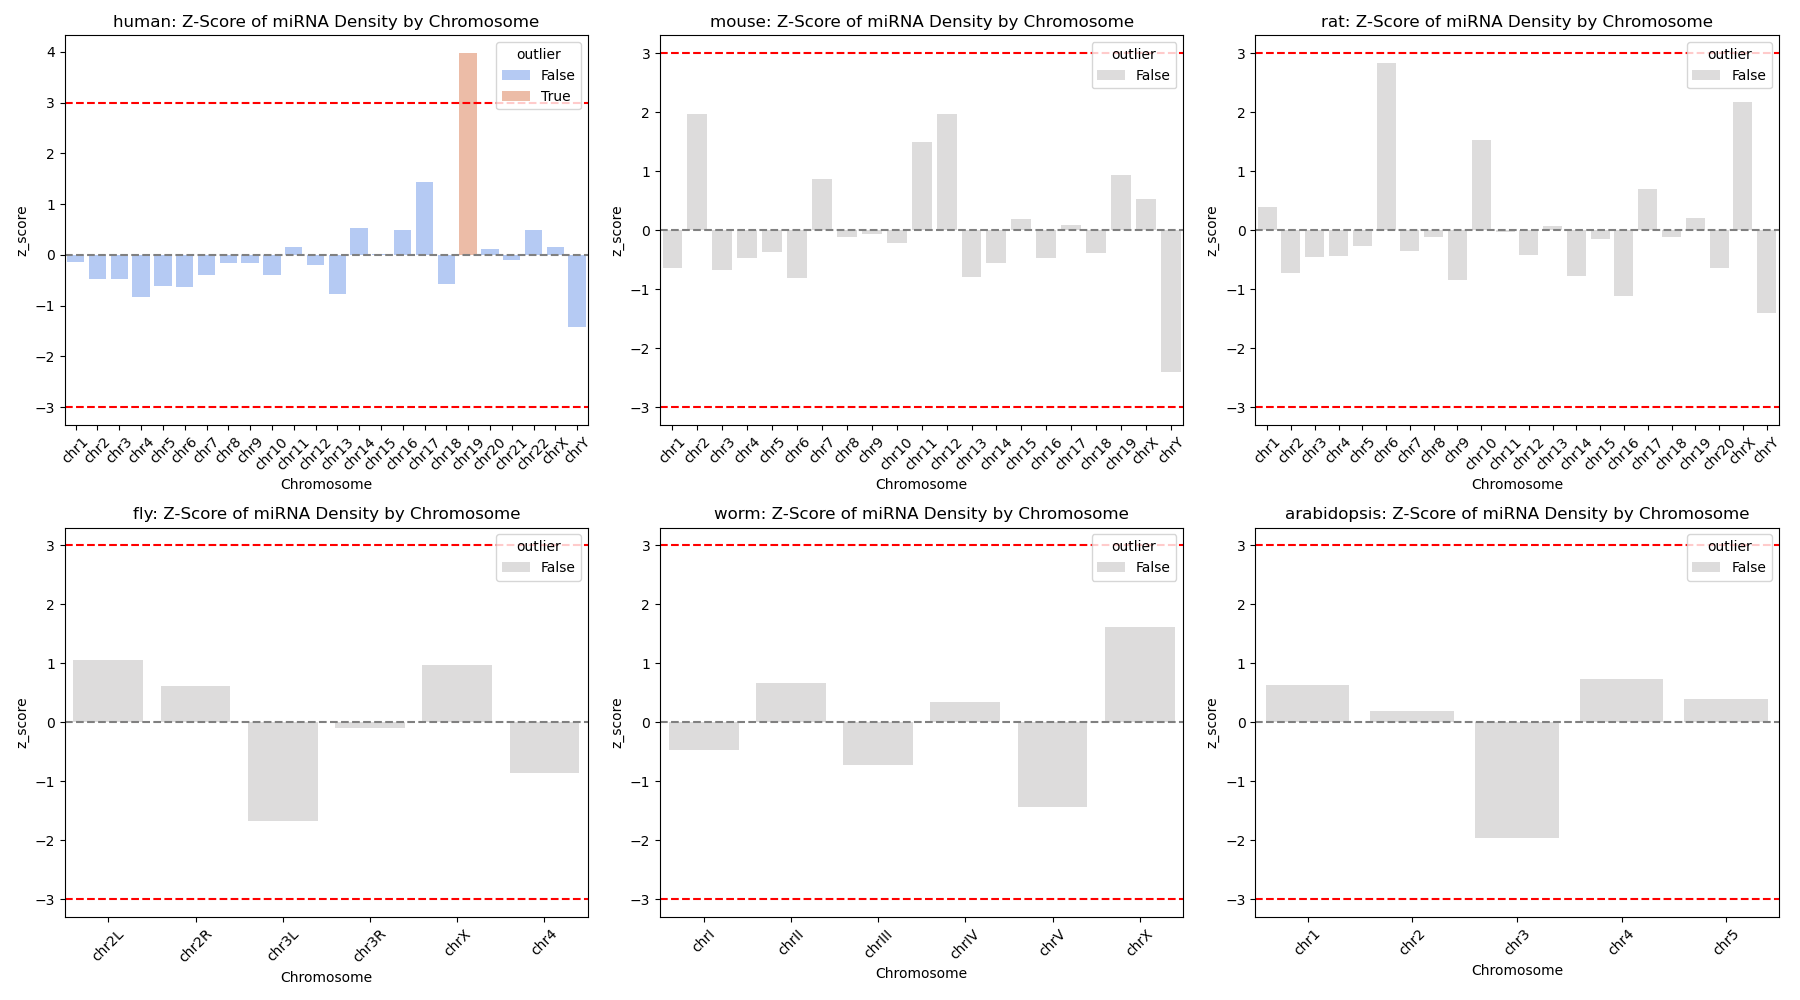 human: Z-Score of miRNA Density by Chromosome
z_score
4
3
2
1
0
−1
−2
−3
outlier
False
True
chr1 chr2 chr3 chr4 chr5 chr6 chr7 chr8 chr9 chr10 chr11 chr12 chr13 chr14 chr15 chr16 chr17 chr18 chr19 chr20 chr21 chr22 chrX chrY
Chromosome
mouse: Z-Score of miRNA Density by Chromosome
z_score
3
2
1
0
−1
−2
−3
outlier
False
chr1 chr2 chr3 chr4 chr5 chr6 chr7 chr8 chr9 chr10 chr11 chr12 chr13 chr14 chr15 chr16 chr17 chr18 chr19 chrX chrY
Chromosome
rat: Z-Score of miRNA Density by Chromosome
z_score
3
2
1
0
−1
−2
−3
outlier
False
chr1 chr2 chr3 chr4 chr5 chr6 chr7 chr8 chr9 chr10 chr11 chr12 chr13 chr14 chr15 chr16 chr17 chr18 chr19 chr20 chrX chrY
Chromosome
fly: Z-Score of miRNA Density by Chromosome
z_score
3
2
1
0
−1
−2
−3
outlier
False
chr2L chr2R chr3L chr3R chrX chr4
Chromosome
worm: Z-Score of miRNA Density by Chromosome
z_score
3
2
1
0
−1
−2
−3
outlier
False
chrI chrII chrIII chrIV chrV chrX
Chromosome
arabidopsis: Z-Score of miRNA Density by Chromosome
z_score
3
2
1
0
−1
−2
−3
outlier
False
chr1 chr2 chr3 chr4 chr5
Chromosome